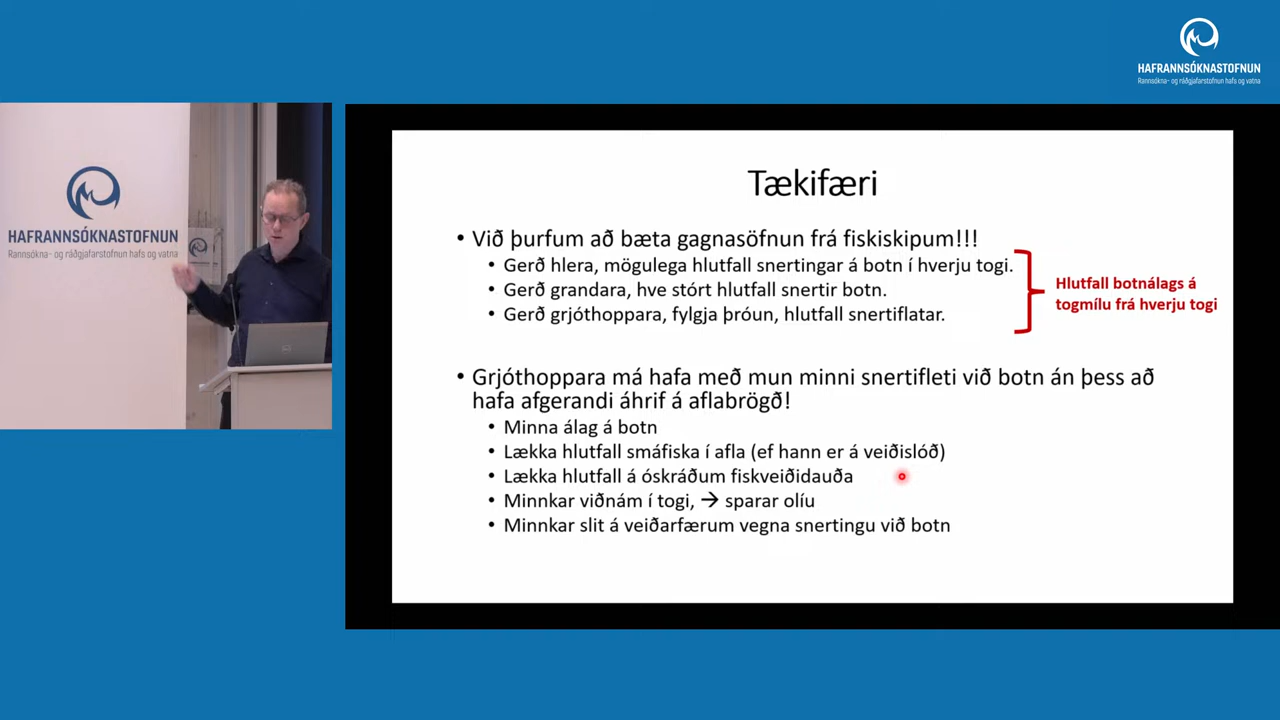 HAFRANNSÓKNASTOFNUN
Rannsókna- og ráðgjafarstofnun hafs og vatna
HAFRANNSÓKNASTOFNUN
Rannsókna- og ráðgjafarstofnun hafs og vatna
Tækifæri
• Við þurfum að bæta gagnasöfnun frá fiskiskipum!!!
• Gerð hlera, mögulega hlutfall snertingar á botn í hverju togi.
• Gerð grandara, hve stórt hlutfall snertir botn.
• Gerð grjóthoppara, fylgja þróun, hlutfall snertiflatar.
Hlutfall botnálags á
togmílu frá hverju togi
• Grjóthoppara má hafa með mun minni snertifleti við botn án þess að
hafa afgerandi áhrif á aflabrögð!
• Minna álag á botn
• Lækka hlutfall smáfiska í afla (ef hann er á veiðislóð)
• Lækka hlutfall á óskráðum fiskveiðidauða
• Minnkar viðnám í togi, → sparar olíu
• Minnkar slit á veiðarfærum vegna snertingu við botn